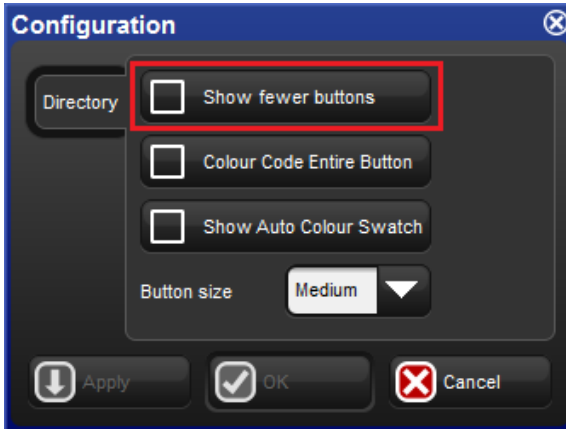 Configuration
Directory
Show fewer buttons
Colour Code Entire Button
Show Auto Colour Swatch
Button size
Medium
Apply
OK
Cancel